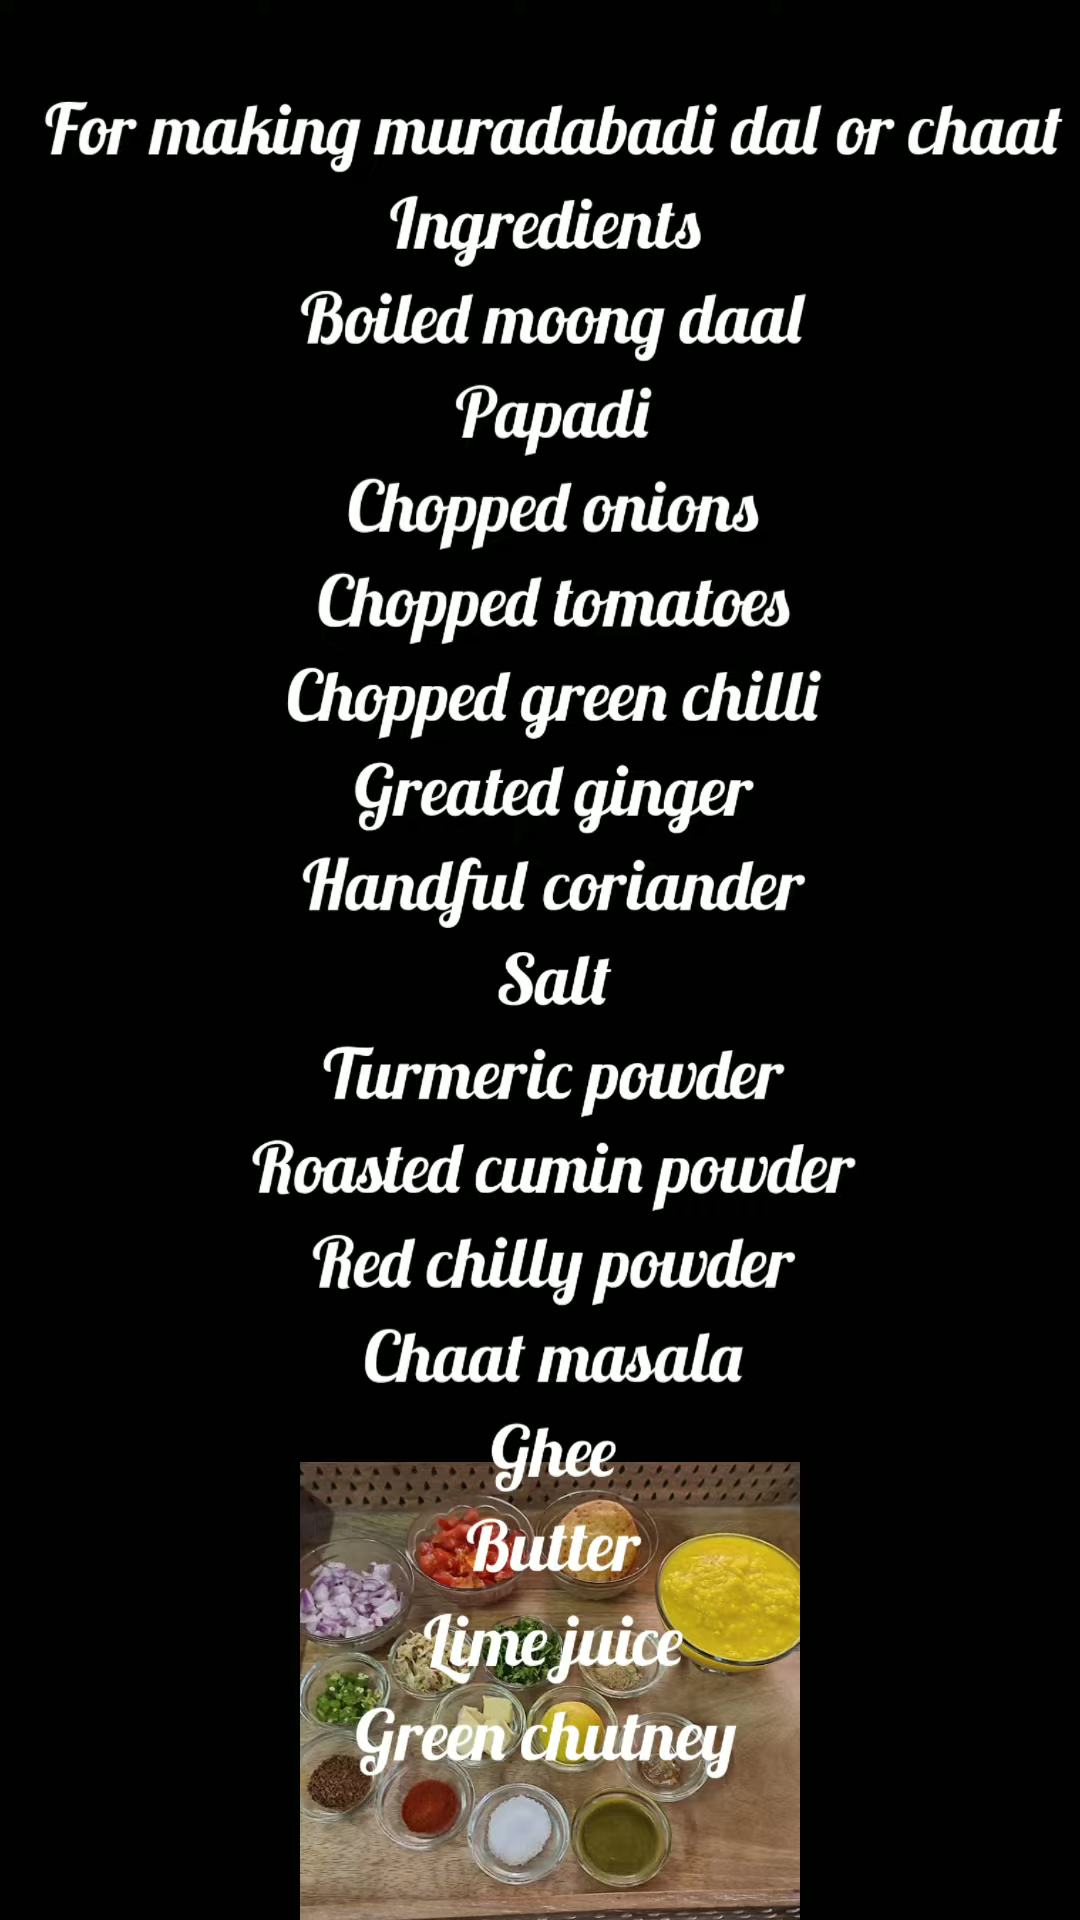 For making muradabadi dal or chaat
Ingredients
Boiled moong daal
Papadi
Chopped onions
Chopped tomatoes
Chopped green chilli
Greated ginger
Handful coriander
Salt
Turmeric powder
Roasted cumin powder
Red chilly powder
Chaat masala
Ghee
Butter
Lime juice
Green chutney